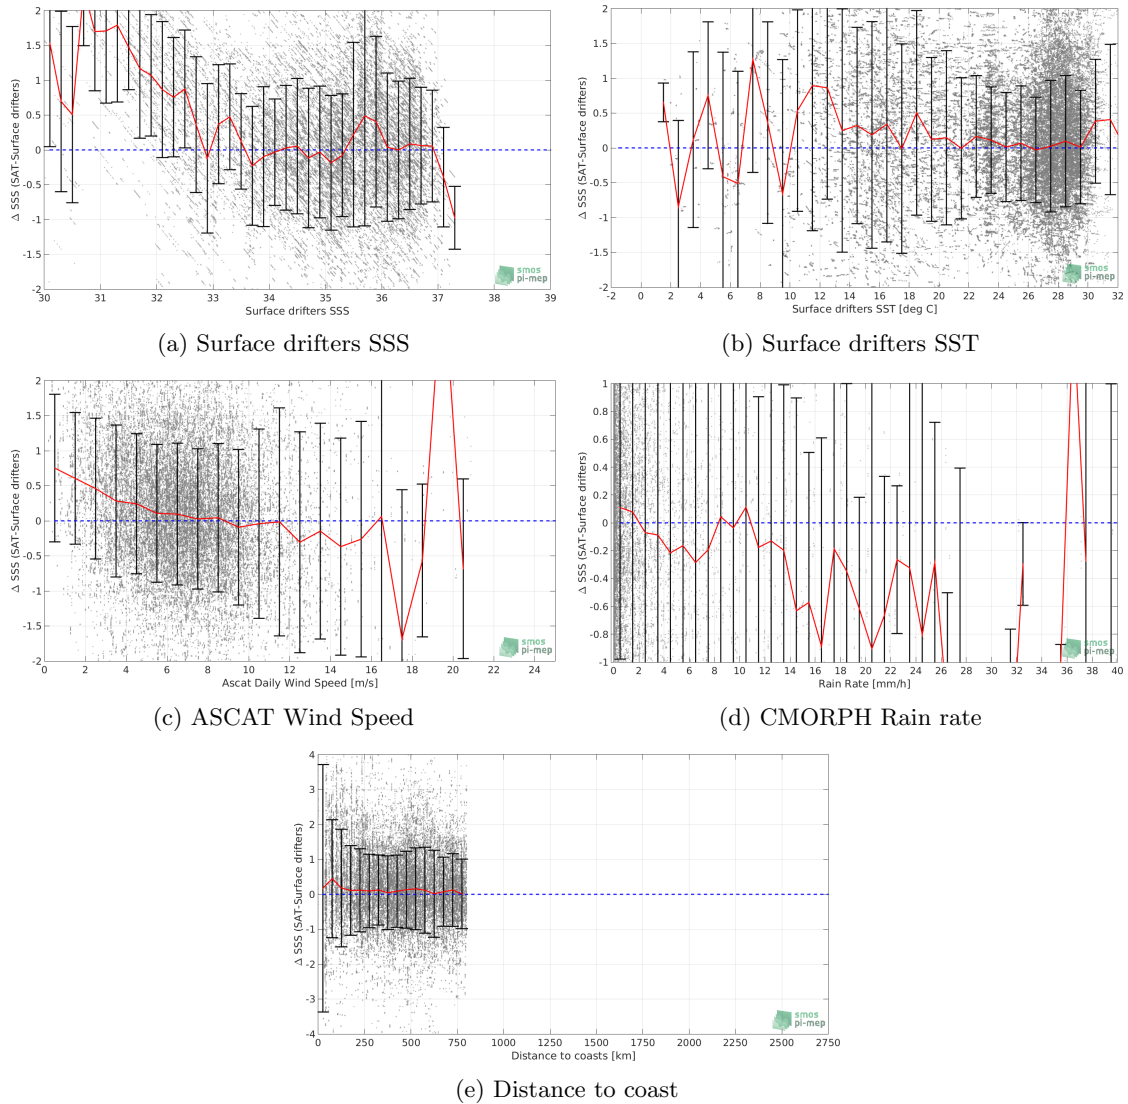 2
1.5
1
0.5
0
-0.5
-1
-1.5
-2
Δ SSS (SAT-Surface drifters)
30 31 32 33 34 35 36 37 38 39
Surface drifters SSS
smos
pi-mep
(a) Surface drifters SSS
2
1.5
1
0.5
0
-0.5
-1
-1.5
-2
Δ SSS (SAT-Surface drifters)
-2 0 2 4 6 8 10 12 14 16 18 20 22 24 26 28 30 32
Surface drifters SST [deg C]
smos
pi-mep
(b) Surface drifters SST
2
1.5
1
0.5
0
-0.5
-1
-1.5
-2
Δ SSS (SAT-Surface drifters)
0 2 4 6 8 10 12 14 16 18 20 22 24
Ascat Daily Wind Speed [m/s]
smos
pi-mep
(c) ASCAT Wind Speed
1
0.8
0.6
0.4
0.2
0
-0.2
-0.4
-0.6
-0.8
-1
Δ SSS (SAT-Surface drifters)
0 2 4 6 8 10 12 14 16 18 20 22 24 26 28 30 32 34 36 38 40
Rain Rate [mm/h]
smos
pi-mep
(d) CMORPH Rain rate
4
3
2
1
0
-1
-2
-3
-4
Δ SSS (SAT-Surface drifters)
0 250 500 750 1000 1250 1500 1750 2000 2250 2500 2750
Distance to coasts [km]
smos
pi-mep
(e) Distance to coast